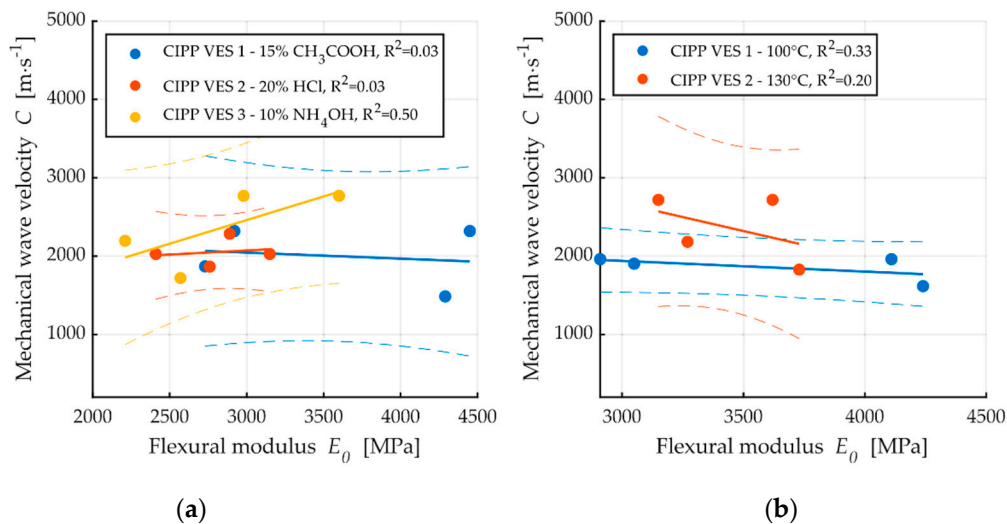 5000
4000
3000
2000
1000
Mechanical wave velocity C [m·s⁻¹]
CIPP VES 1 - 15% CH₃COOH, R²=0.03
CIPP VES 2 - 20% HCl, R²=0.03
CIPP VES 3 - 10% NH₄OH, R²=0.50
2000 2500 3000 3500 4000 4500
Flexural modulus E₀ [MPa]
(a)
5000
4000
3000
2000
1000
Mechanical wave velocity C [m·s⁻¹]
CIPP VES 1 - 100°C, R²=0.33
CIPP VES 2 - 130°C, R²=0.20
3000 3500 4000 4500
Flexural modulus E₀ [MPa]
(b)